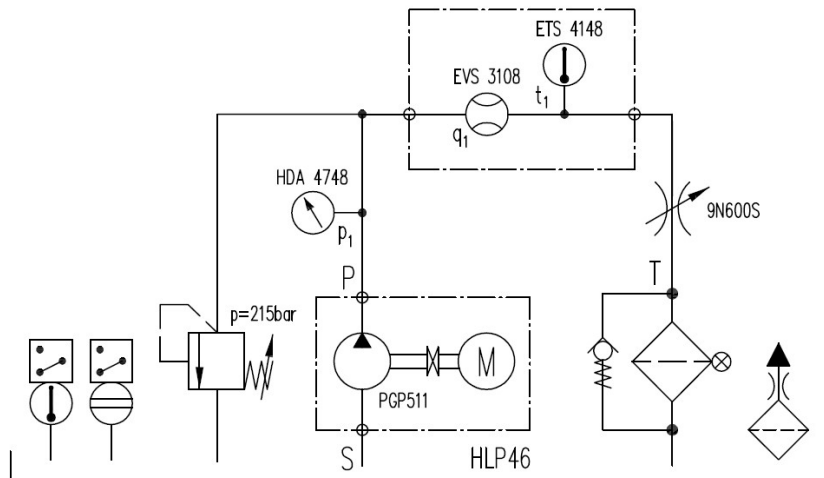 ETS 4148
EVS 3108
t1
q1
HDA 4748
p1
9N600S
P
T
p=215bar
M
PGP511
S
HLP46